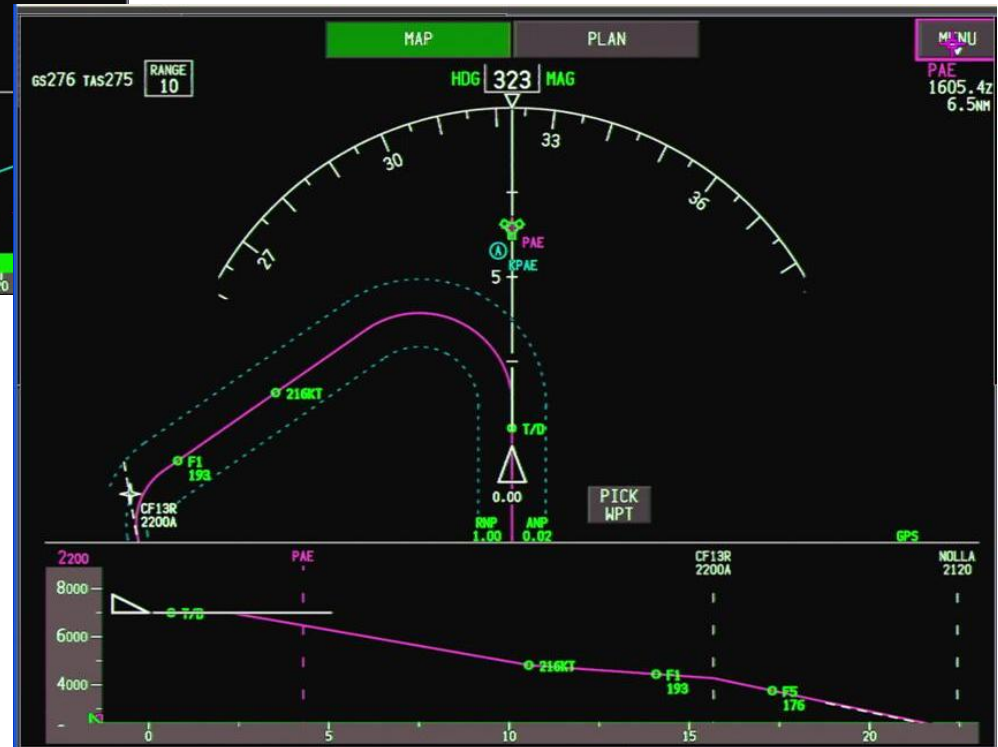 MAP
PLAN
MENU
GS276 TAS275
RANGE
10
HDG 323 MAG
PAE
1605.4z
6.5NM
30
33
27
36
PAE
A
KPAE
5
216KT
T/D
F1
193
0.00
CF13R
2200A
PICK
WPT
RNP
1.00
ANP
0.02
GPS
2200
PAE
CF13R
2200A
NOLLA
2120
8000
T/D
6000
216KT
4000
F1
193
F5
176
0
5
10
15
20